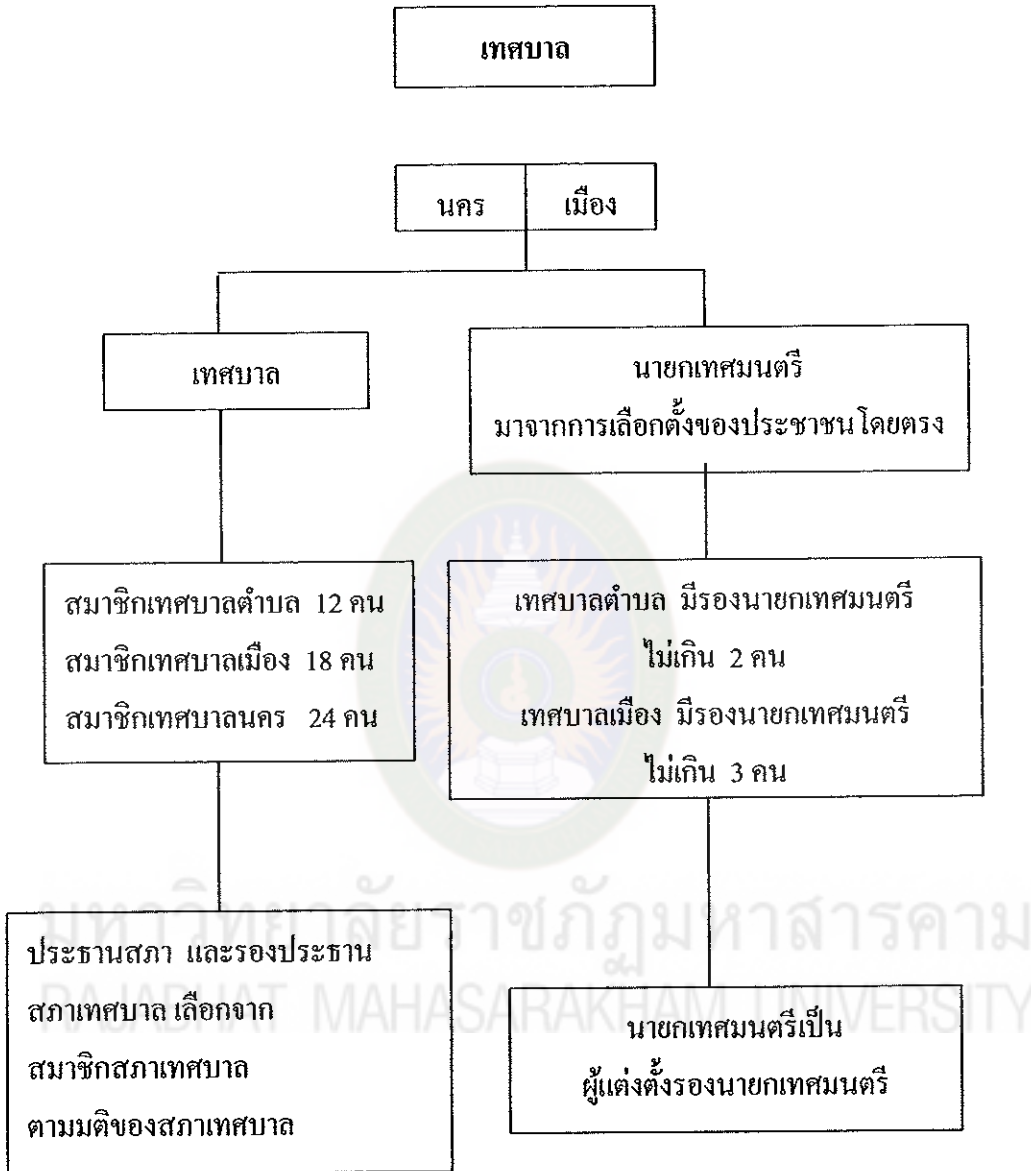 เทศบาล
นคร เมือง
เทศบาล
นายกเทศมนตรี
มาจากการเลือกตั้งของประชาชนโดยตรง
สมาชิกเทศบาลตำบล 12 คน
สมาชิกเทศบาลเมือง 18 คน
สมาชิกเทศบาลนคร 24 คน
เทศบาลตำบล มีรองนายกเทศมนตรี
ไม่เกิน 2 คน
เทศบาลเมือง มีรองนายกเทศมนตรี
ไม่เกิน 3 คน
มหาวิทยาลัยราชภัฏมหาสารคาม
RAJABHAT MAHASARAKHAM UNIVERSITY
ประธานสภา และรองประธาน
สภาเทศบาล เลือกจาก
สมาชิกสภาเทศบาล
ตามมติของสภาเทศบาล
นายกเทศมนตรีเป็น
ผู้แต่งตั้งรองนายกเทศมนตรี